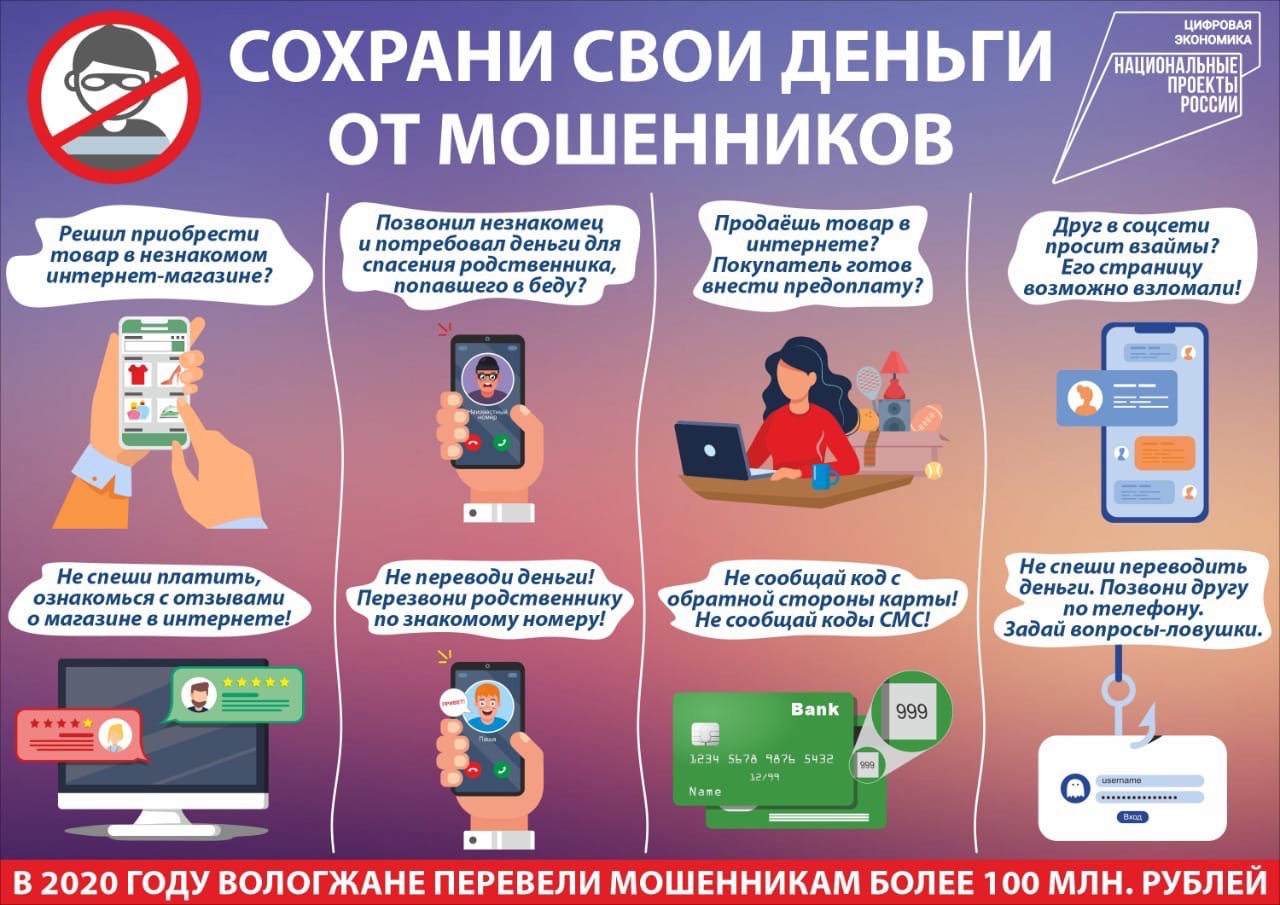 СОХРАНИ СВОИ ДЕНЬГИ
ОТ МОШЕННИКОВ
ЦИФРОВАЯ
ЭКОНОМИКА
НАЦИОНАЛЬНЫЕ
ПРОЕКТЫ
РОССИИ
Решил приобрести
товар в незнакомом
интернет-магазине?
Позвонил незнакомец
и потребовал деньги для
спасения родственника,
попавшего в беду?
Продаёшь товар в
интернете?
Покупатель готов
внести предоплату?
Друг в соцсети
просит взаймы?
Его страницу
возможно взломали!
Неизвестный
номер
Не спеши платить,
ознакомься с отзывами
о магазине в интернете!
Не переводи деньги!
Перезвони родственнику
по знакомому номеру!
Не сообщай код с
обратной стороны карты!
Не сообщай коды СМС!
Не спеши переводить
деньги. Позвони другу
по телефону.
Задай вопросы-ловушки.
ПРИВЕТ!
Паша
Bank
1234 5678 9876 5432
12/99
Name
999
999
username
Вход
В 2020 ГОДУ ВОЛОГЖАНЕ ПЕРЕВЕЛИ МОШЕННИКАМ БОЛЕЕ 100 МЛН. РУБЛЕЙ